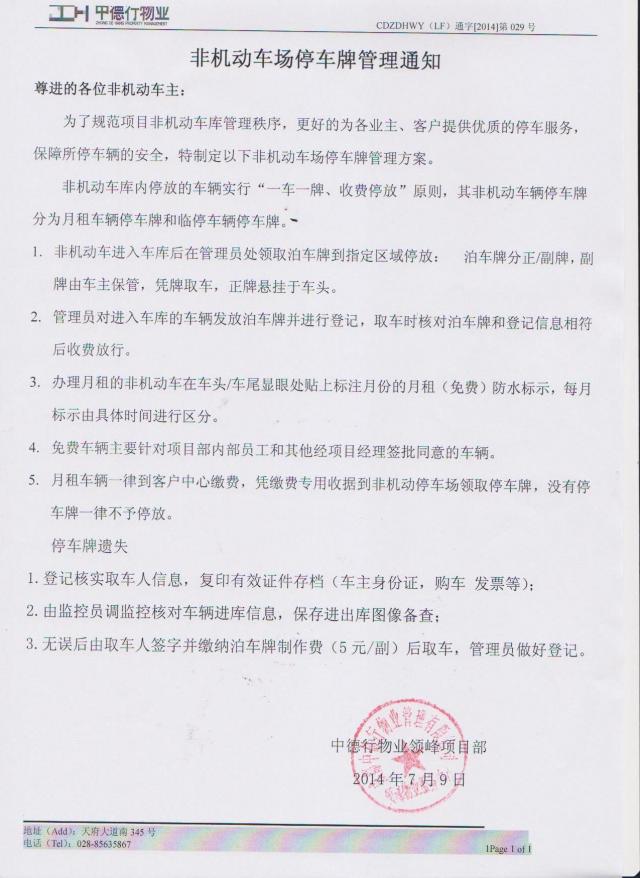 中德行物业
ZHONG DE HANG PROPERTY MANAGEMENT
CDZDHWY（LF）通字[2014]第 029 号
非机动车场停车牌管理通知
尊进的各位非机动车主：
为了规范项目非机动车库管理秩序，更好的为各业主、客户提供优质的停车服务，
保障所停车辆的安全，特制定以下非机动车场停车牌管理方案。
非机动车库内停放的车辆实行“一车一牌、收费停放”原则，其非机动车辆停车牌
分为月租车辆停车牌和临停车辆停车牌。
1. 非机动车进入车库后在管理员处领取泊车牌到指定区域停放： 泊车牌分正/副牌，副
牌由车主保管，凭牌取车，正牌悬挂于车头。
2. 管理员对进入车库的车辆发放泊车牌并进行登记，取车时核对泊车牌和登记信息相符
后收费放行。
3. 办理月租的非机动车在车头/车尾显眼处贴上标注月份的月租（免费）防水标示，每月
标示由具体时间进行区分。
4. 免费车辆主要针对项目部内部员工和其他经项目经理签批同意的车辆。
5. 月租车辆一律到客户中心缴费，凭缴费专用收据到非机动停车场领取停车牌，没有停
车牌一律不予停放。
停车牌遗失
1.登记核实取车人信息，复印有效证件存档（车主身份证，购车 发票等）；
2.由监控员调监控核对车辆进库信息，保存进出库图像备查；
3.无误后由取车人签字并缴纳泊车牌制作费（5 元/副）后取车，管理员做好登记。
中德行物业领峰项目部
2014 年 7 月 9 日
地址（Add）：天府大道南 345 号
电话（Tel）：028-85635867
1Page 1 of 1